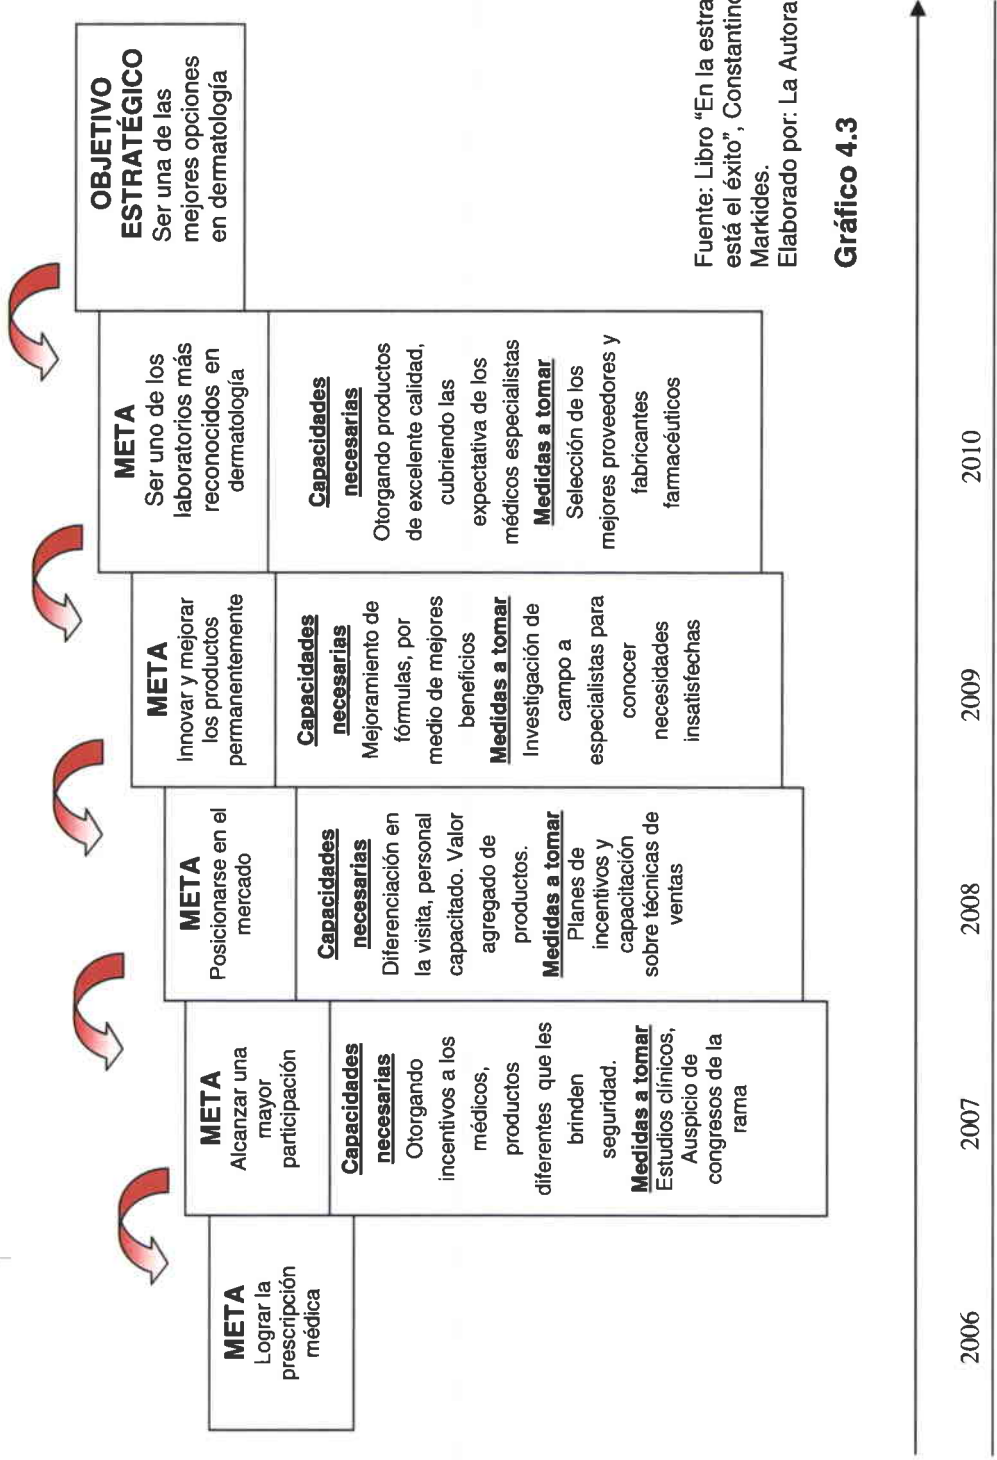 OBJETIVO
ESTRATÉGICO
Ser una de las
mejores opciones
en dermatología
META
Ser uno de los
laboratorios más
reconocidos en
dermatología
Capacidades
necesarias
Otorgando productos
de excelente calidad,
cubriendo las
expectativa de los
médicos especialistas
Medidas a tomar
Selección de los
mejores proveedores y
fabricantes
farmacéuticos
META
Innovar y mejorar
los productos
permanentemente
Capacidades
necesarias
Mejoramiento de
fórmulas, por
medio de mejores
beneficios
Medidas a tomar
Investigación de
campo a
especialistas para
conocer
necesidades
insatisfechas
META
Posicionarse en el
mercado
Capacidades
necesarias
Diferenciación en
la visita, personal
capacitado. Valor
agregado de
productos.
Medidas a tomar
Planes de
incentivos y
capacitación
sobre técnicas de
ventas
META
Alcanzar una
mayor
participación
Capacidades
necesarias
Otorgando
incentivos a los
médicos,
productos
diferentes que les
brinden
seguridad.
Medidas a tomar
Estudios clínicos,
Auspicio de
congresos de la
rama
META
Lograr la
prescripción
médica
Fuente: Libro “En la estra
está el éxito”, Constantino
Markides.
Elaborado por: La Autora
Gráfico 4.3
2006 2007 2008 2009 2010